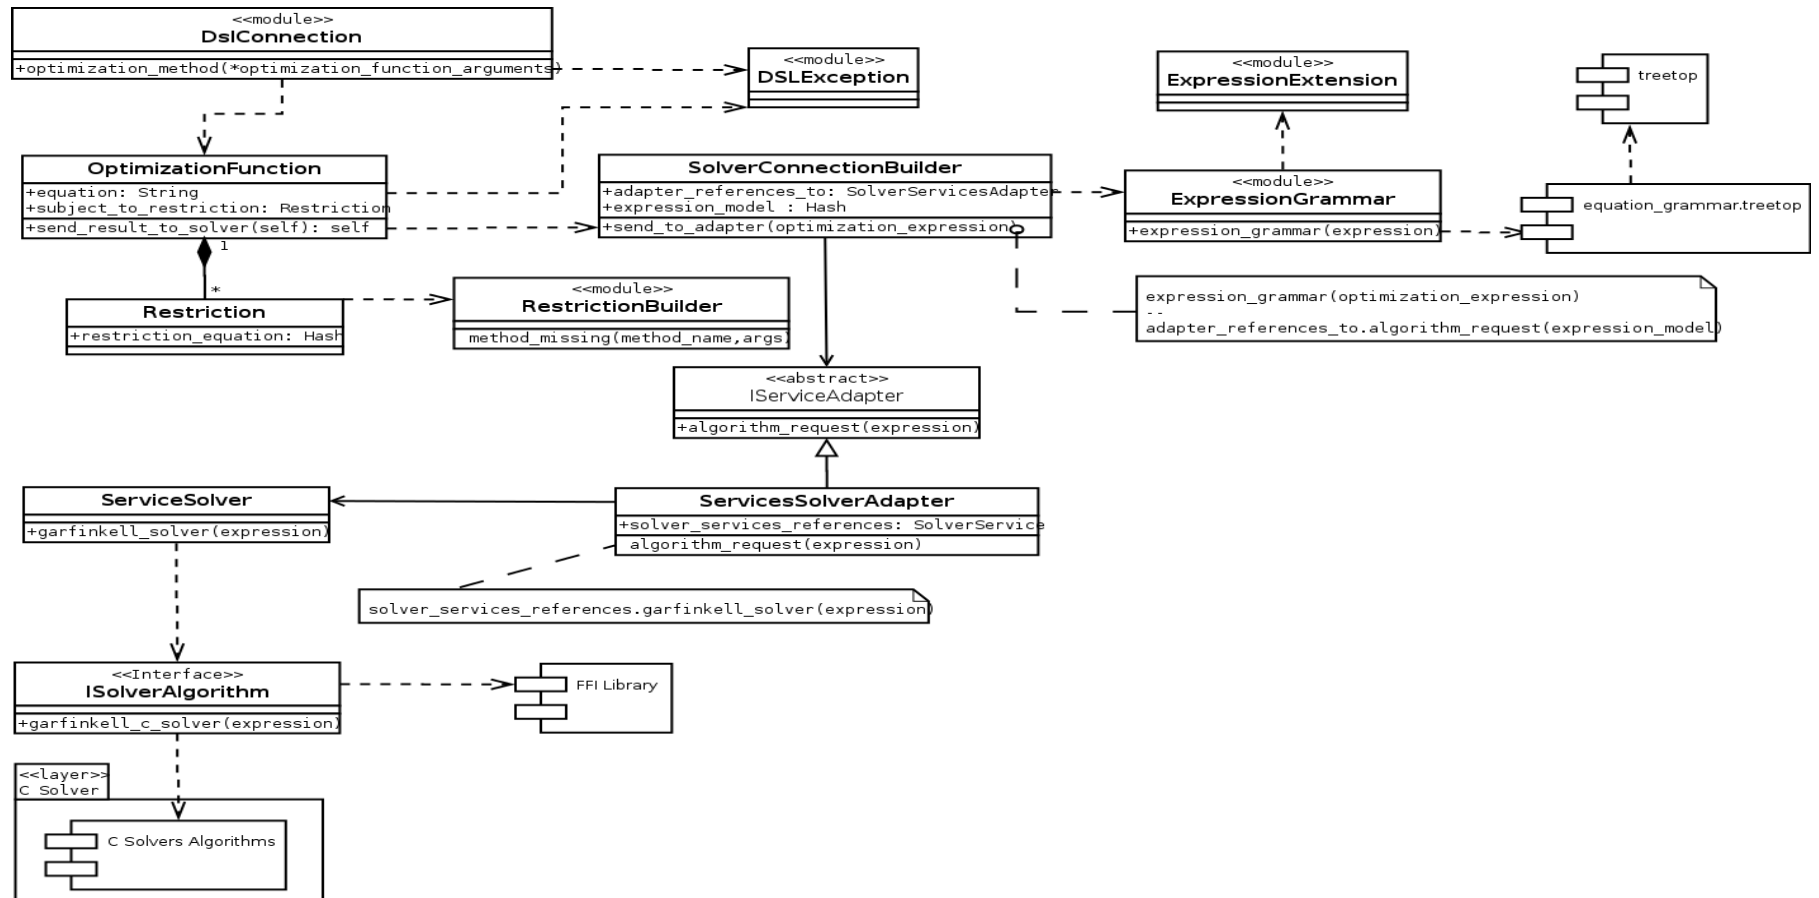 <<module>>
DslConnection
+optimization_method(*optimization_function_arguments)
<<module>>
DSLException
<<module>>
ExpressionExtension
treetop
OptimizationFunction
+equation: String
+subject_to_restriction: Restriction
+send_result_to_solver(self): self
1
*
SolverConnectionBuilder
+adapter_references_to: SolverServicesAdapter
+expression_model : Hash
+send_to_adapter(optimization_expression)
<<module>>
ExpressionGrammar
+expression_grammar(expression)
equation_grammar.treetop
Restriction
+restriction_equation: Hash
<<module>>
RestrictionBuilder
method_missing(method_name,args)
expression_grammar(optimization_expression)
--
adapter_references_to.algorithm_request(expression_model)
<<abstract>>
IServiceAdapter
+algorithm_request(expression)
ServiceSolver
+garfinkell_solver(expression)
ServicesSolverAdapter
+solver_services_references: SolverService
algorithm_request(expression)
solver_services_references.garfinkell_solver(expression)
<<Interface>>
ISolverAlgorithm
+garfinkell_c_solver(expression)
FFI Library
<<layer>>
C Solver
C Solvers Algorithms